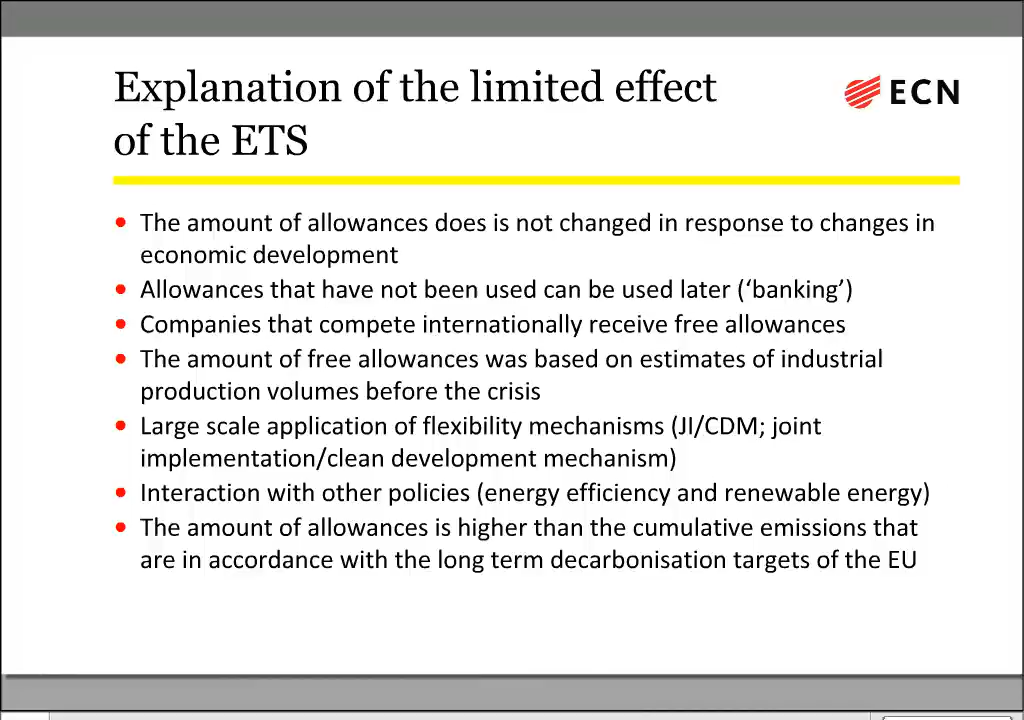 Explanation of the limited effect
of the ETS
ECN
• The amount of allowances does is not changed in response to changes in
economic development
• Allowances that have not been used can be used later (‘banking’)
• Companies that compete internationally receive free allowances
• The amount of free allowances was based on estimates of industrial
production volumes before the crisis
• Large scale application of flexibility mechanisms (JI/CDM; joint
implementation/clean development mechanism)
• Interaction with other policies (energy efficiency and renewable energy)
• The amount of allowances is higher than the cumulative emissions that
are in accordance with the long term decarbonisation targets of the EU